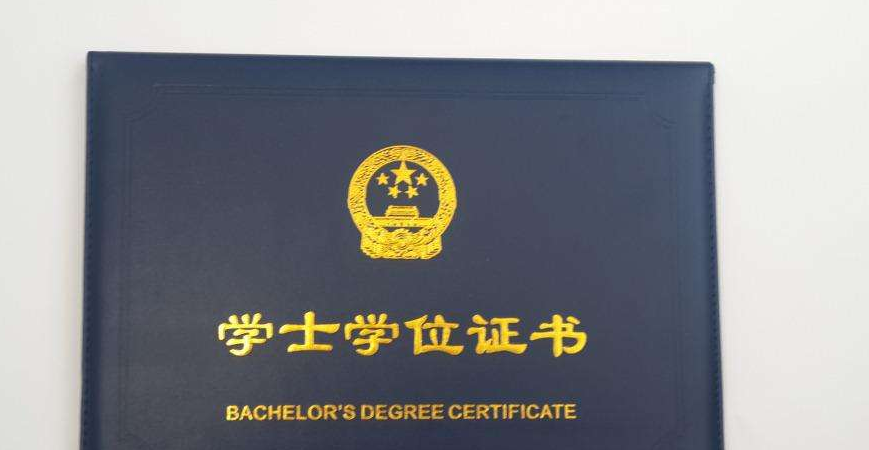 学士学位证书
BACHELOR'S DEGREE CERTIFICATE